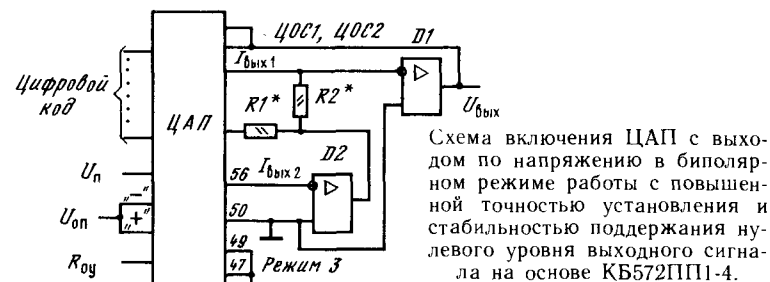 ЦОС1, ЦОС2 D1
Iвых 1
Цифровой код
R1* R2*
ЦАП
Uвых
D2
Uп
56 Iвых 2
„−“
Uоп
„+“
50
49
Rоу
47 Режим 3
Схема включения ЦАП с выхо-
дом по напряжению в биполяр-
ном режиме работы с повышен-
ной точностью установления и
стабильностью поддержания ну-
левого уровня выходного сигна-
ла на основе КБ572ПП1-4.